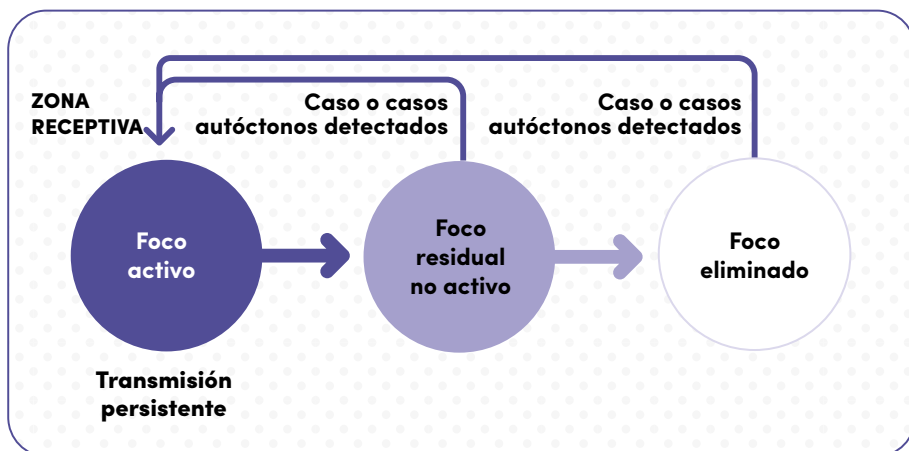 ZONA
RECEPTIVA
Caso o casos
autóctonos detectados
Caso o casos
autóctonos detectados
Foco
activo
Foco
residual
no activo
Foco
eliminado
Transmisión
persistente